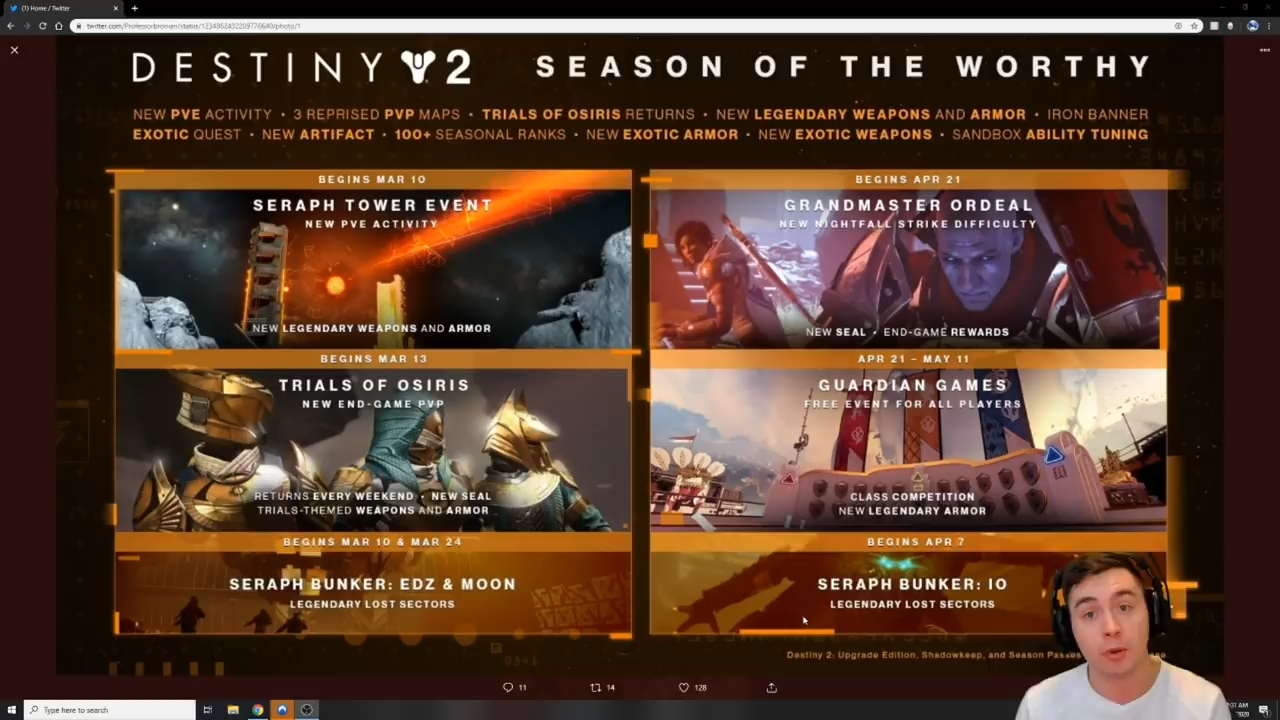 (1) Home / Twitter
DESTINY 2
SEASON OF THE WORTHY
NEW PVE ACTIVITY • 3 REPRISED PVP MAPS • TRIALS OF OSIRIS RETURNS • NEW LEGENDARY WEAPONS AND ARMOR • IRON BANNER
EXOTIC QUEST • NEW ARTIFACT • 100+ SEASONAL RANKS • NEW EXOTIC ARMOR • NEW EXOTIC WEAPONS • SANDBOX ABILITY TUNING
BEGINS MAR 10
SERAPH TOWER EVENT
NEW PVE ACTIVITY
NEW LEGENDARY WEAPONS AND ARMOR
BEGINS MAR 13
TRIALS OF OSIRIS
NEW END-GAME PVP
RETURNS EVERY WEEKEND • NEW SEAL
TRIALS-THEMED WEAPONS AND ARMOR
BEGINS MAR 10 & MAR 24
SERAPH BUNKER: EDZ & MOON
LEGENDARY LOST SECTORS
BEGINS APR 21
GRANDMASTER ORDEAL
NEW NIGHTFALL STRIKE DIFFICULTY
NEW SEAL • END-GAME REWARDS
APR 21 – MAY 11
GUARDIAN GAMES
FREE EVENT FOR ALL PLAYERS
CLASS COMPETITION
NEW LEGENDARY ARMOR
BEGINS APR 7
SERAPH BUNKER: IO
LEGENDARY LOST SECTORS
Destiny 2: Upgrade Edition, Shadowkeep, and Season
11
14
128
Type here to search